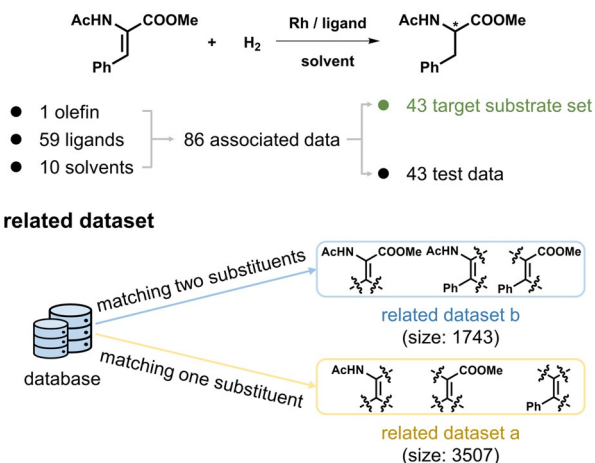 AcHN COOMe
Ph
+ H₂
Rh / ligand
solvent
AcHN * COOMe
Ph
● 1 olefin
● 59 ligands
● 10 solvents
86 associated data
● 43 target substrate set
● 43 test data
related dataset
database
matching two substituents
AcHN COOMe AcHN COOMe
Ph Ph
related dataset b
(size: 1743)
matching one substituent
AcHN COOMe
Ph
related dataset a
(size: 3507)